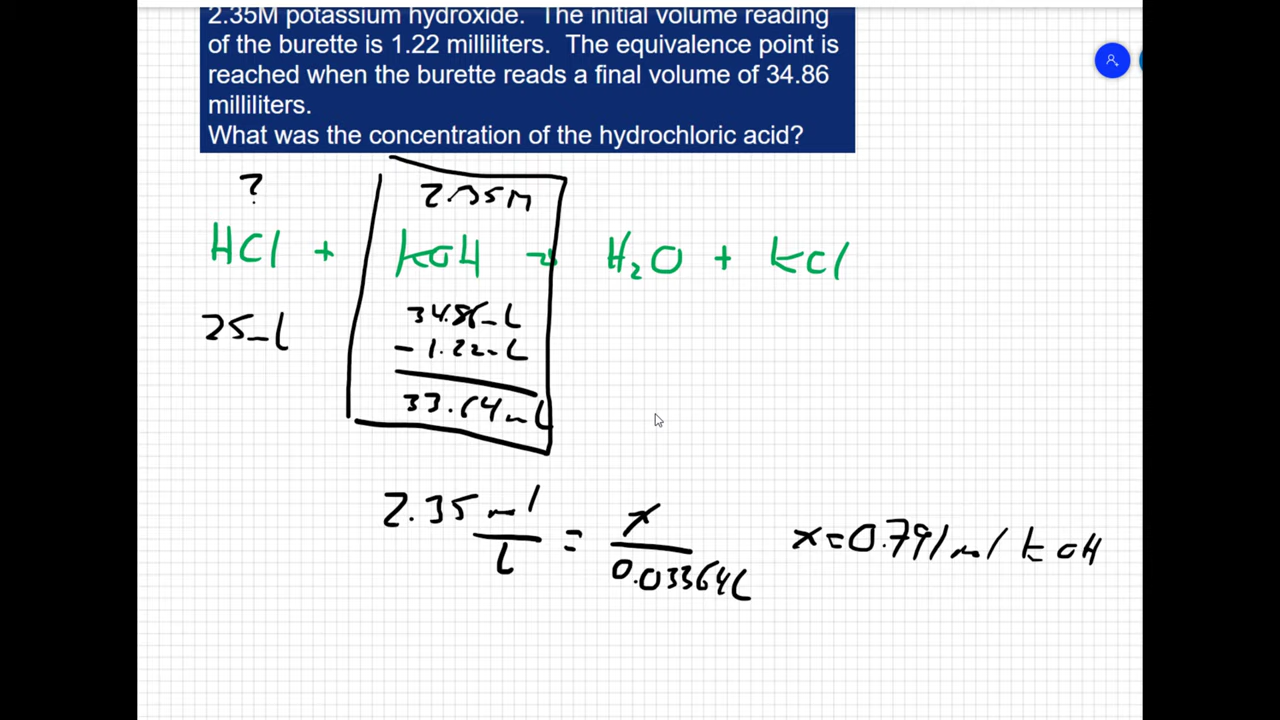 2.35M potassium hydroxide. The initial volume reading
of the burette is 1.22 milliliters. The equivalence point is
reached when the burette reads a final volume of 34.86
milliliters.
What was the concentration of the hydrochloric acid?
? 2.35M
HCl + KOH → H₂O + KCl
34.86mL
25mL - 1.22mL
33.64mL
2.35 mol/L = x/0.03364L x=0.791mol KOH